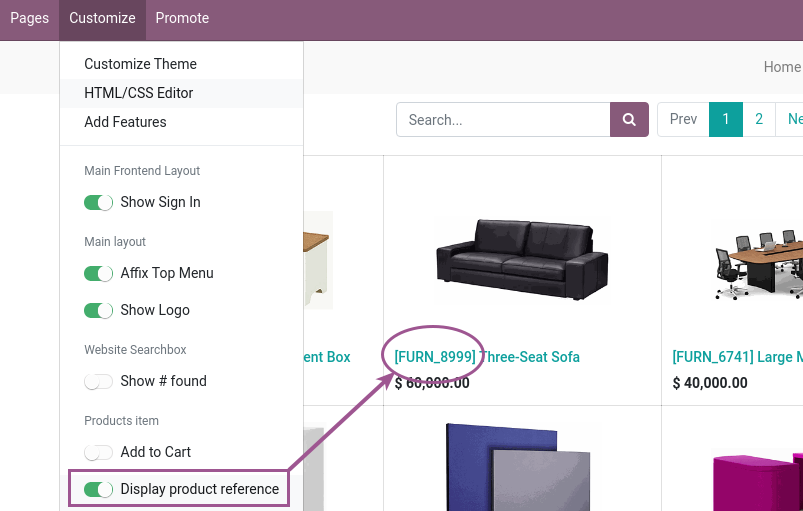 Pages Customize Promote
Customize Theme
Home
HTML/CSS Editor
Add Features
Search...
Prev 1 2 Ne
Main Frontend Layout
Show Sign In
Main layout
Affix Top Menu
Show Logo
Website Searchbox
Show # found
Products item
Add to Cart
Display product reference
ent Box
[FURN_8999] Three-Seat Sofa
$ 60,000.00
[FURN_6741] Large M
$ 40,000.00